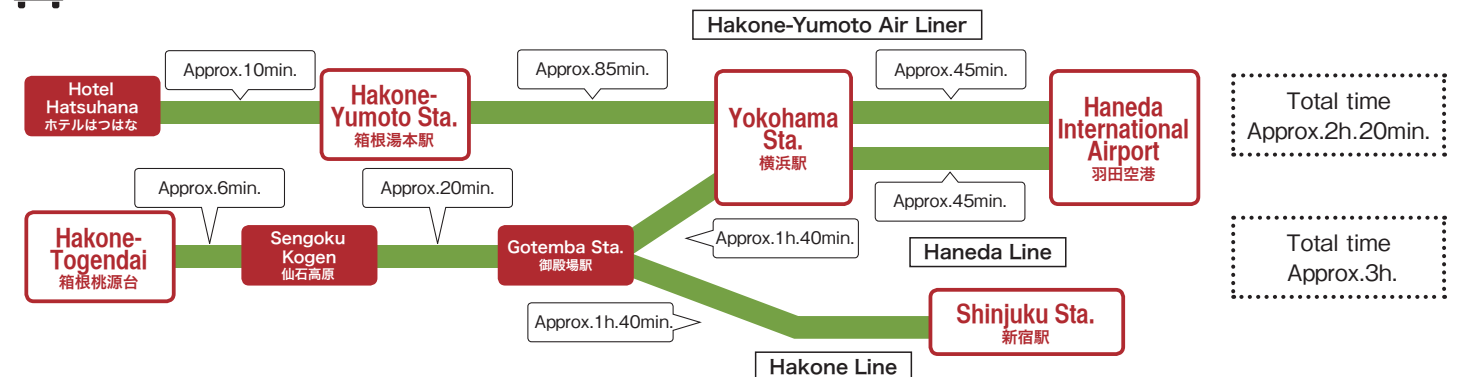 Hakone-Yumoto Air Liner
Approx.10min.
Approx.85min.
Approx.45min.
Hotel
Hatsuhana
ホテルはつはな
Hakone-
Yumoto Sta.
箱根湯本駅
Yokohama
Sta.
横浜駅
Haneda
International
Airport
羽田空港
Total time
Approx.2h.20min.
Approx.6min.
Approx.20min.
Approx.45min.
Hakone-
Togendai
箱根桃源台
Sengoku
Kogen
仙石高原
Gotemba Sta.
御殿場駅
Approx.1h.40min.
Haneda Line
Total time
Approx.3h.
Approx.1h.40min.
Shinjuku Sta.
新宿駅
Hakone Line